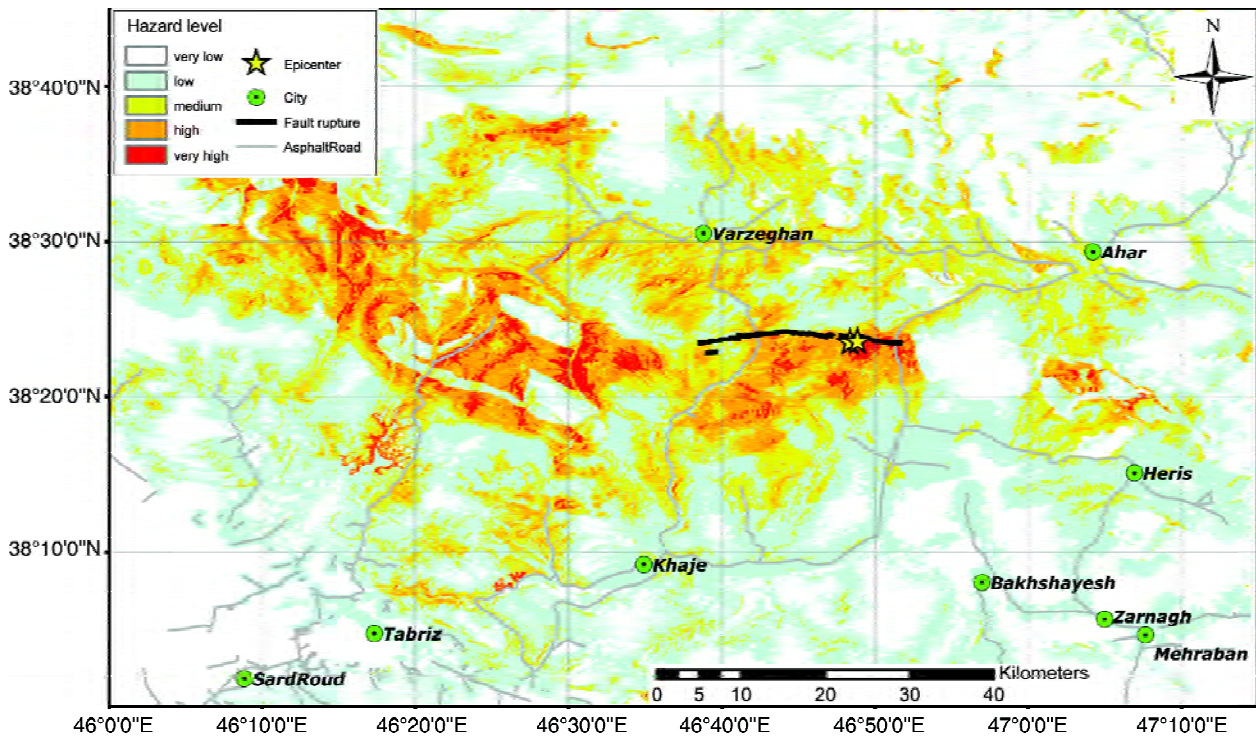 Hazard level
very low
low
medium
high
very high
Epicenter
City
Fault rupture
AsphaltRoad
N
38°40'0"N
38°30'0"N
38°20'0"N
38°10'0"N
Varzeghan
Ahar
Heris
Khaje
Bakhshayesh
Zarnagh
Mehraban
Tabriz
SardRoud
Kilometers
0 5 10 20 30 40
46°0'0"E 46°10'0"E 46°20'0"E 46°30'0"E 46°40'0"E 46°50'0"E 47°0'0"E 47°10'0"E